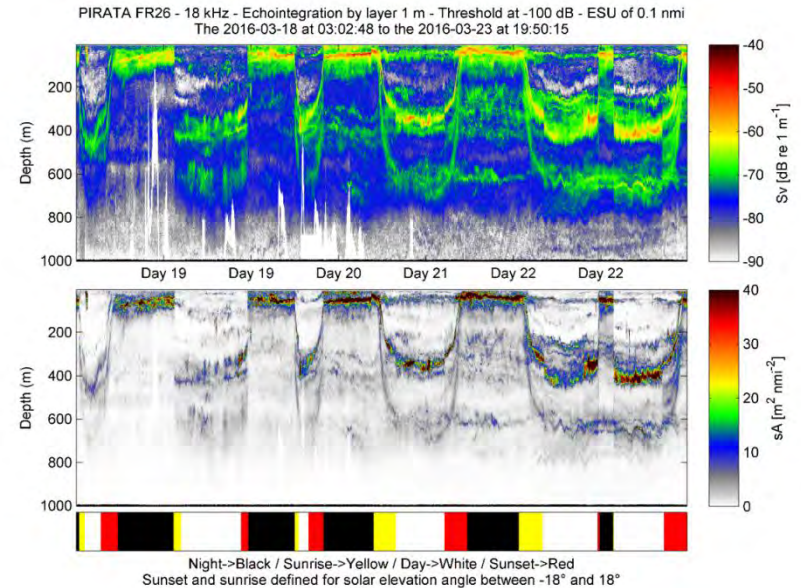 PIRATA FR26 - 18 kHz - Echointegration by layer 1 m - Threshold at -100 dB - ESU of 0.1 nmi
The 2016-03-18 at 03:02:48 to the 2016-03-23 at 19:50:15
Depth (m)
200
400
600
800
1000
Day 19
Day 19
Day 20
Day 21
Day 22
Day 22
-40
-50
-60
-70
-80
-90
Sv [dB re 1 m⁻¹]
Depth (m)
200
400
600
800
1000
40
30
20
10
0
sA [m² nmi⁻²]
Night->Black / Sunrise->Yellow / Day->White / Sunset->Red
Sunset and sunrise defined for solar elevation angle between -18° and 18°